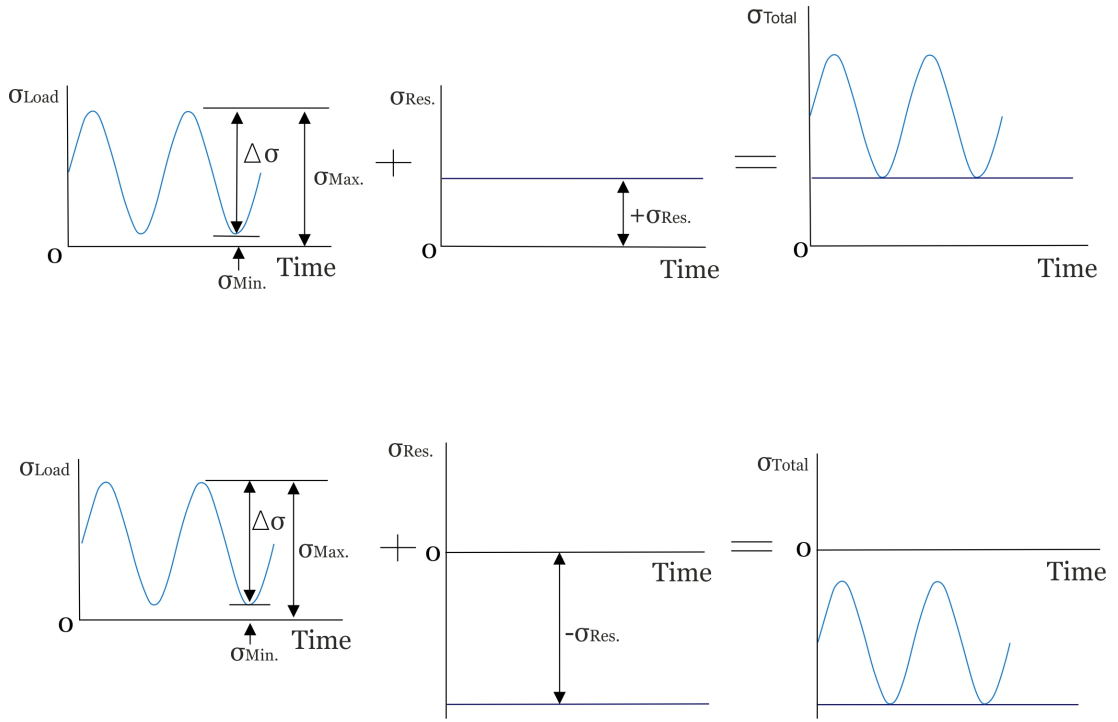 σTotal
σLoad
Δσ
σMax.
O
Time
σMin.
+
σRes.
+σRes.
O
Time
=
O
Time
σLoad
Δσ
σMax.
O
Time
σMin.
+
σRes.
O
Time
-σRes.
=
σTotal
O
Time